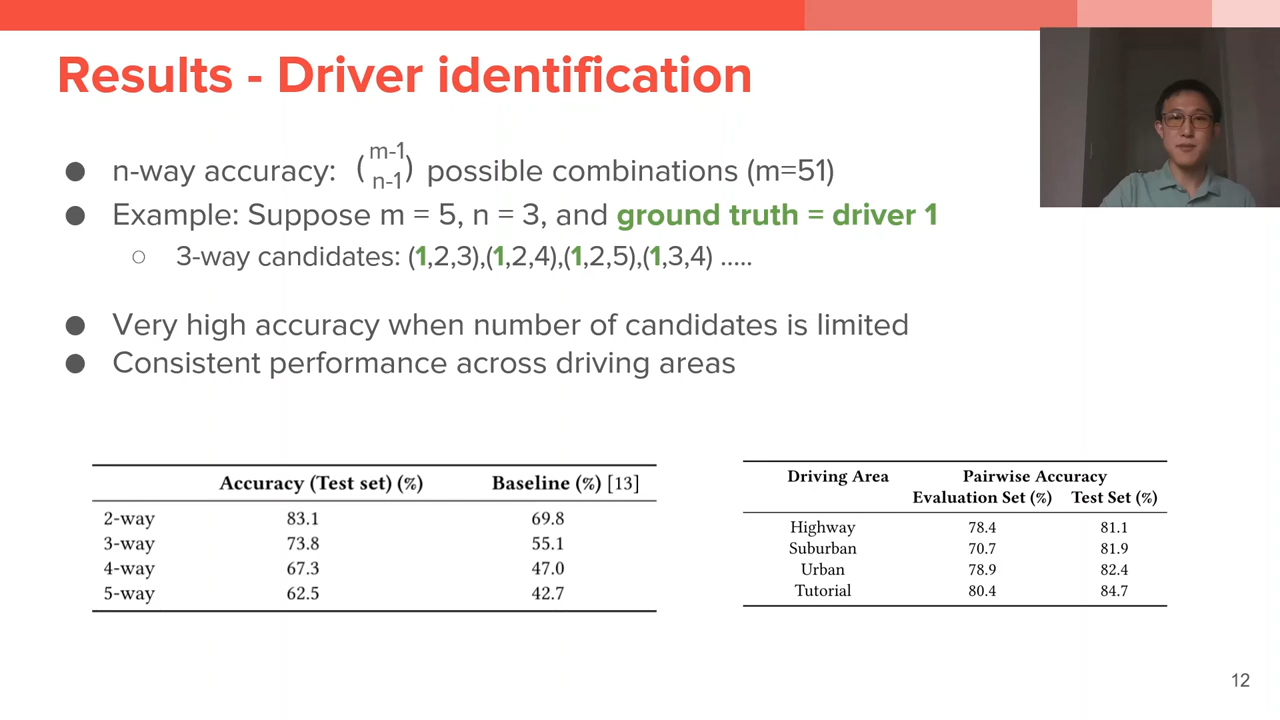 Results - Driver identification
● n-way accuracy: (m-1 n-1) possible combinations (m=51)
● Example: Suppose m = 5, n = 3, and ground truth = driver 1
○ 3-way candidates: (1,2,3),(1,2,4),(1,2,5),(1,3,4) .....
● Very high accuracy when number of candidates is limited
● Consistent performance across driving areas
Accuracy (Test set) (%) Baseline (%) [13]
2-way 83.1 69.8
3-way 73.8 55.1
4-way 67.3 47.0
5-way 62.5 42.7
Driving Area Pairwise Accuracy
Evaluation Set (%) Test Set (%)
Highway 78.4 81.1
Suburban 70.7 81.9
Urban 78.9 82.4
Tutorial 80.4 84.7
12